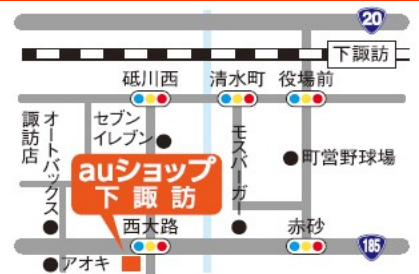 20
下諏訪
砥川西
清水町
役場前
オートバックス
諏訪店
セブン
イレブン
モスバーガー
町営野球場
auショップ
下諏訪
西大路
赤砂
185
アオキ